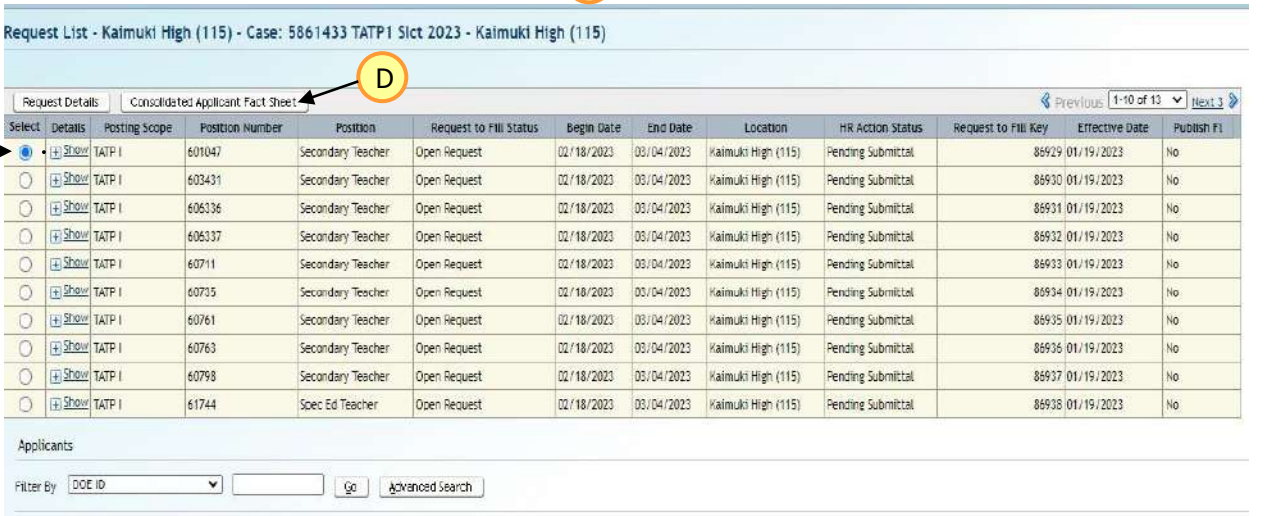 Request List - Kaimuki High (115) - Case: 5861433 TATP1 Slct 2023 - Kaimuki High (115)
D
Request Details Consolidated Applicant Fact Sheet Previous 1-10 of 13 Next 3
Select Details Posting Scope Position Number Position Request to Fill Status Begin Date End Date Location HR Action Status Request to Fill Key Effective Date Publish Fl
Show TATP I 601047 Secondary Teacher Open Request 02/18/2023 03/04/2023 Kaimuki High (115) Pending Submittal 86929 01/19/2023 No
Show TATP I 603431 Secondary Teacher Open Request 02/18/2023 03/04/2023 Kaimuki High (115) Pending Submittal 86930 01/19/2023 No
Show TATP I 606336 Secondary Teacher Open Request 02/18/2023 03/04/2023 Kaimuki High (115) Pending Submittal 86931 01/19/2023 No
Show TATP I 606337 Secondary Teacher Open Request 02/18/2023 03/04/2023 Kaimuki High (115) Pending Submittal 86932 01/19/2023 No
Show TATP I 60711 Secondary Teacher Open Request 02/18/2023 03/04/2023 Kaimuki High (115) Pending Submittal 86933 01/19/2023 No
Show TATP I 60735 Secondary Teacher Open Request 02/18/2023 03/04/2023 Kaimuki High (115) Pending Submittal 86934 01/19/2023 No
Show TATP I 60761 Secondary Teacher Open Request 02/18/2023 03/04/2023 Kaimuki High (115) Pending Submittal 86935 01/19/2023 No
Show TATP I 60763 Secondary Teacher Open Request 02/18/2023 03/04/2023 Kaimuki High (115) Pending Submittal 86936 01/19/2023 No
Show TATP I 60798 Secondary Teacher Open Request 02/18/2023 03/04/2023 Kaimuki High (115) Pending Submittal 86937 01/19/2023 No
Show TATP I 61744 Spec Ed Teacher Open Request 02/18/2023 03/04/2023 Kaimuki High (115) Pending Submittal 86938 01/19/2023 No
Applicants
Filter By DOE ID Go Advanced Search